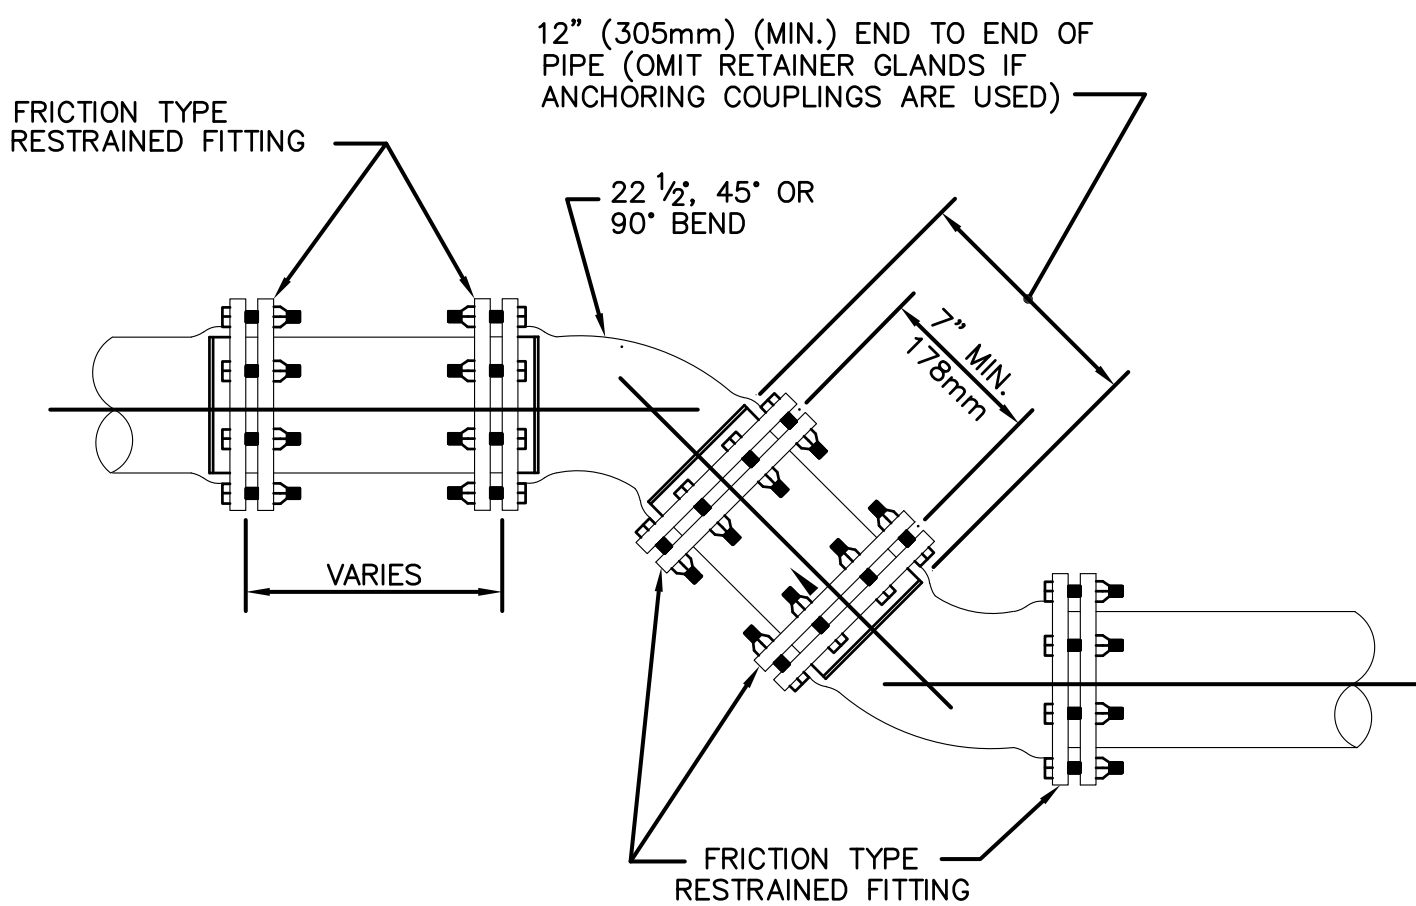 12” (305mm) (MIN.) END TO END OF
PIPE (OMIT RETAINER GLANDS IF
ANCHORING COUPLINGS ARE USED)
FRICTION TYPE
RESTRAINED FITTING
22 ½°, 45° OR
90° BEND
7” MIN.
178mm
VARIES
FRICTION TYPE
RESTRAINED FITTING